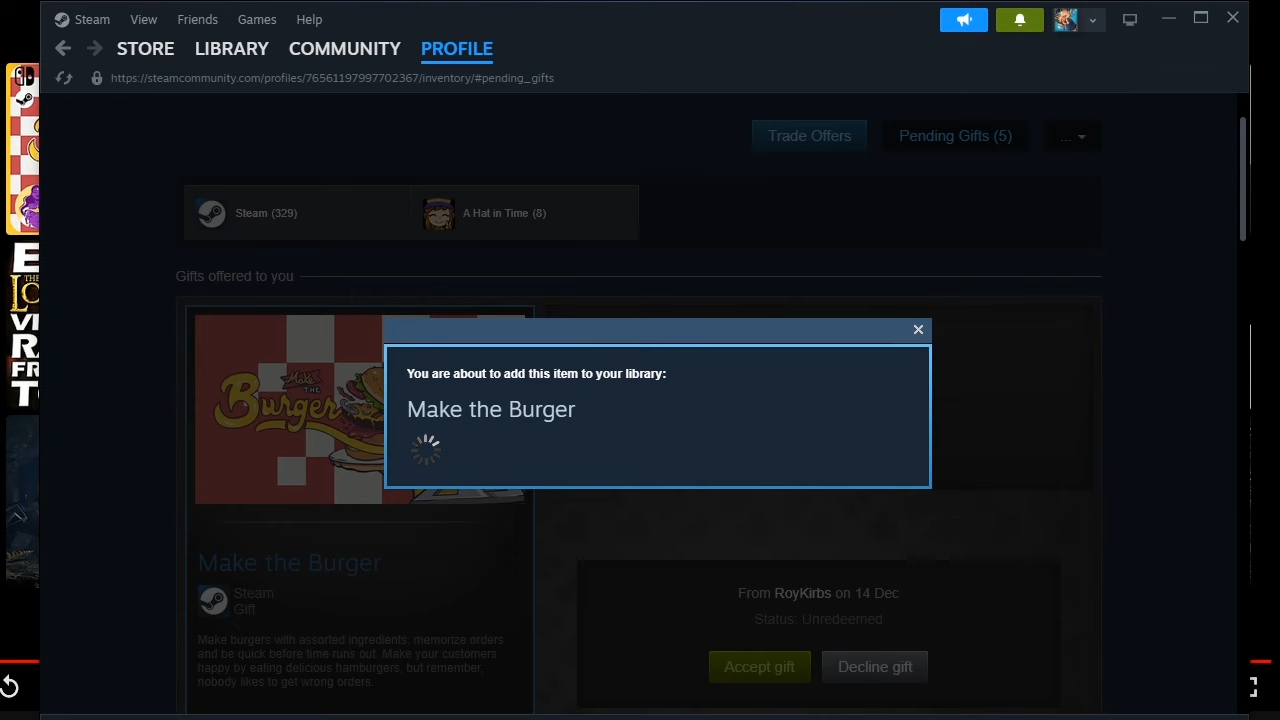 Steam View Friends Games Help
STORE LIBRARY COMMUNITY PROFILE
https://steamcommunity.com/profiles/76561197997702367/inventory/#pending_gifts
Trade Offers Pending Gifts (5) ...
Steam (329) A Hat in Time (8)
Gifts offered to you
You are about to add this item to your library:
Make the Burger
Make
THE
Burger
Make the Burger
Steam
Gift
Make burgers with assorted ingredients, memorize orders
and be quick before time runs out. Make your customers
happy by eating delicious hamburgers, but remember,
nobody likes to get wrong orders.
From RoyKirbs on 14 Dec
Status: Unredeemed
Accept gift Decline gift